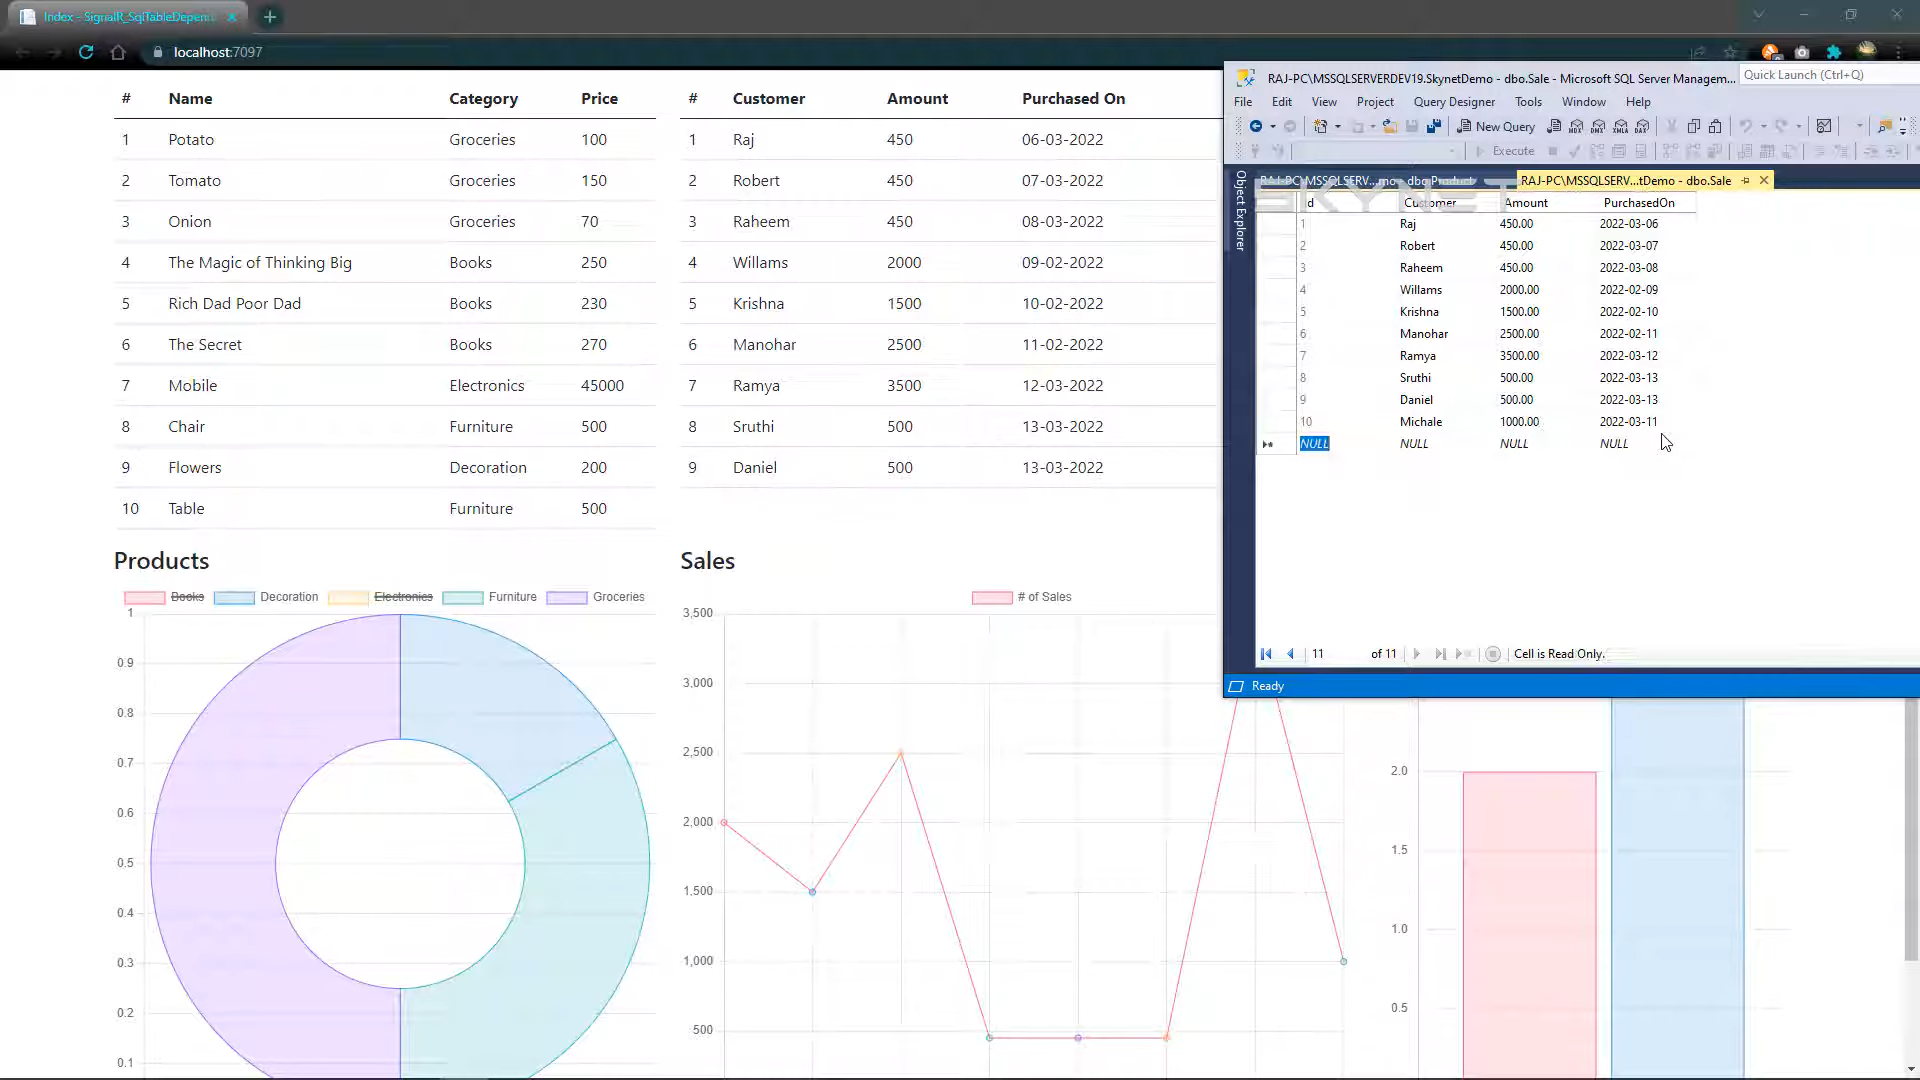 Index - SignalR_SqlTableDepen
localhost:7097
# Name Category Price
1 Potato Groceries 100
2 Tomato Groceries 150
3 Onion Groceries 70
4 The Magic of Thinking Big Books 250
5 Rich Dad Poor Dad Books 230
6 The Secret Books 270
7 Mobile Electronics 45000
8 Chair Furniture 500
9 Flowers Decoration 200
10 Table Furniture 500
# Customer Amount Purchased On
1 Raj 450 06-03-2022
2 Robert 450 07-03-2022
3 Raheem 450 08-03-2022
4 Willams 2000 09-02-2022
5 Krishna 1500 10-02-2022
6 Manohar 2500 11-02-2022
7 Ramya 3500 12-03-2022
8 Sruthi 500 13-03-2022
9 Daniel 500 13-03-2022
RAJ-PC\MSSQLSERVERDEV19.SkynetDemo - dbo.Sale - Microsoft SQL Server Managem...
Quick Launch (Ctrl+Q)
File Edit View Project Query Designer Tools Window Help
New Query
Execute
Object Explorer
RAJ-PC\MSSQLSERV...mo - dbo.Product
RAJ-PC\MSSQLSERV...tDemo - dbo.Sale
SKYNET
Id Customer Amount PurchasedOn
1 Raj 450.00 2022-03-06
2 Robert 450.00 2022-03-07
3 Raheem 450.00 2022-03-08
4 Willams 2000.00 2022-02-09
5 Krishna 1500.00 2022-02-10
6 Manohar 2500.00 2022-02-11
7 Ramya 3500.00 2022-03-12
8 Sruthi 500.00 2022-03-13
9 Daniel 500.00 2022-03-13
10 Michale 1000.00 2022-03-11
NULL NULL NULL NULL
11 of 11 Cell is Read Only.
Ready
Products
Books Decoration Electronics Furniture Groceries
1
0.9
0.8
0.7
0.6
0.5
0.4
0.3
0.2
0.1
Sales
# of Sales
3,500
3,000
2,500
2,000
1,500
1,000
500
2.0
1.5
1.0
0.5